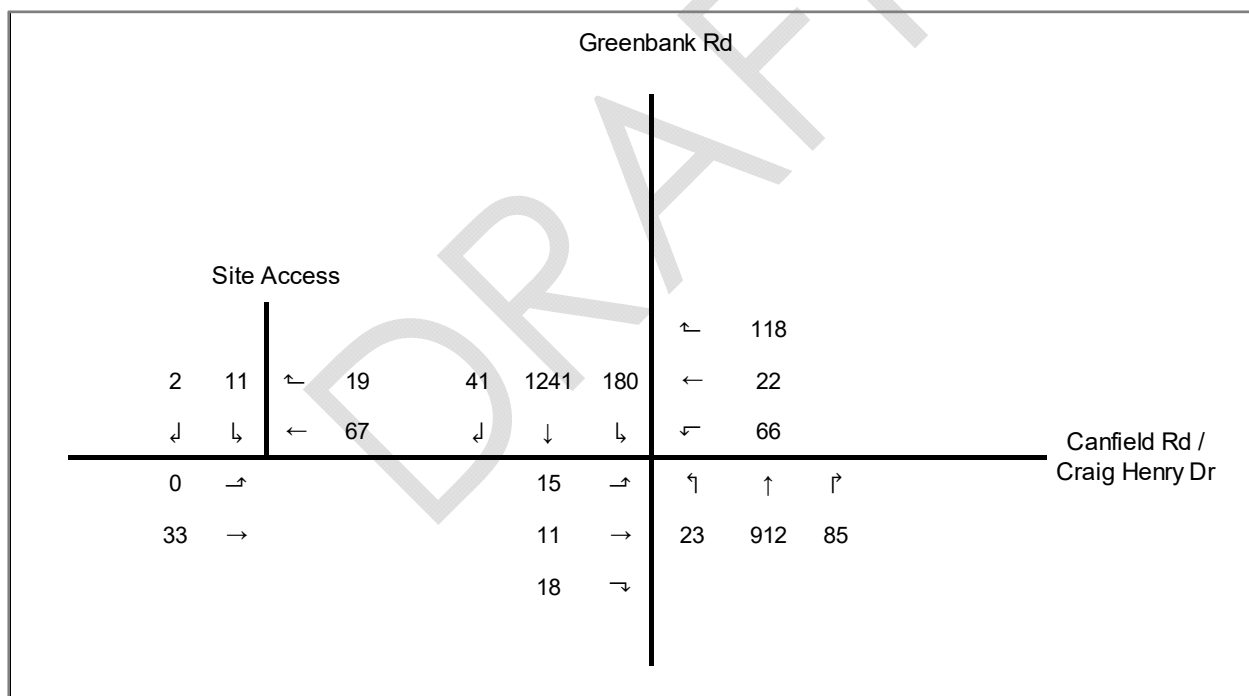 DRAFT
Greenbank Rd
Site Access
↿ 118
2 11 ↿ 19 41 1241 180 ← 22
↲ ↳ ← 67 ↲ ↓ ↳ ↽ 66
Canfield Rd /
Craig Henry Dr
0 ⇀ 15 ⇀ ↰ ↑ ↱
33 → 11 → 23 912 85
18 ⇁